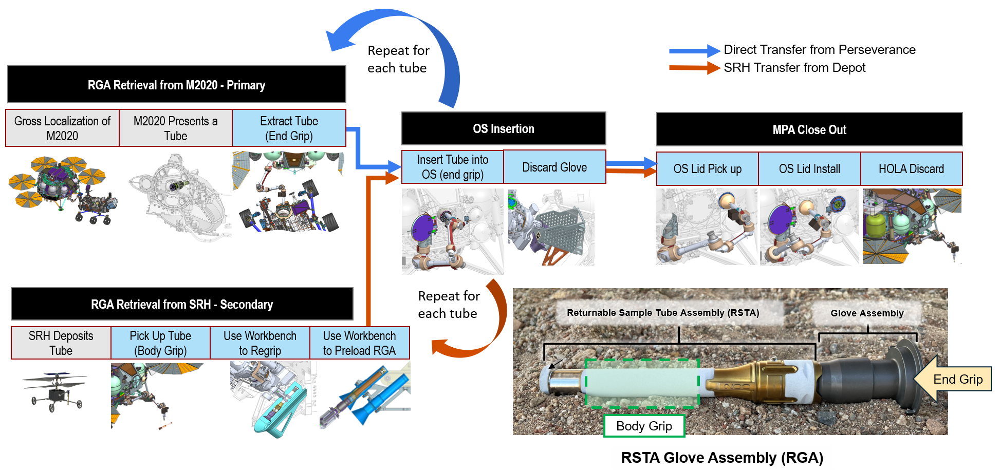 Repeat for
each tube
Direct Transfer from Perseverance
SRH Transfer from Depot
RGA Retrieval from M2020 - Primary
Gross Localization of
M2020
M2020 Presents a
Tube
Extract Tube
(End Grip)
OS Insertion
Insert Tube into
OS (end grip)
Discard Glove
MPA Close Out
OS Lid Pick up
OS Lid Install
HOLA Discard
RGA Retrieval from SRH - Secondary
SRH Deposits
Tube
Pick Up Tube
(Body Grip)
Use Workbench
to Regrip
Use Workbench
to Preload RGA
Repeat for
each tube
Returnable Sample Tube Assembly (RSTA)
Glove Assembly
End Grip
Body Grip
RSTA Glove Assembly (RGA)